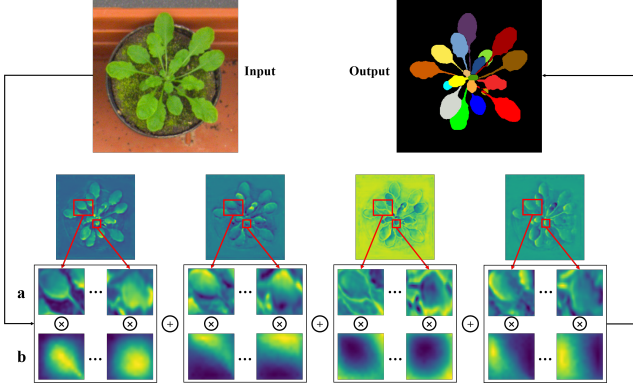 Input
Output
a
... ... ... ...
× × + × × + × × + × ×
b
... ... ... ...